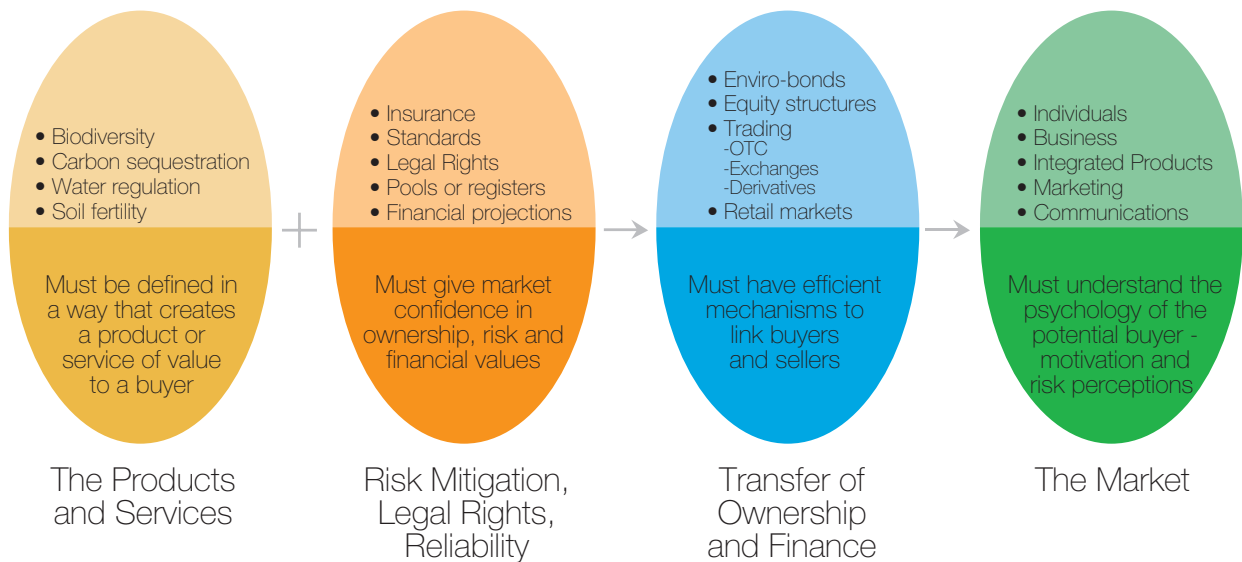 • Biodiversity
• Carbon sequestration
• Water regulation
• Soil fertility
Must be defined in
a way that creates
a product or
service of value
to a buyer
The Products
and Services
• Insurance
• Standards
• Legal Rights
• Pools or registers
• Financial projections
Must give market
confidence in
ownership, risk and
financial values
Risk Mitigation,
Legal Rights,
Reliability
• Enviro-bonds
• Equity structures
• Trading
-OTC
-Exchanges
-Derivatives
• Retail markets
Must have efficient
mechanisms to
link buyers
and sellers
Transfer of
Ownership
and Finance
• Individuals
• Business
• Integrated Products
• Marketing
• Communications
Must understand the
psychology of the
potential buyer -
motivation and
risk perceptions
The Market